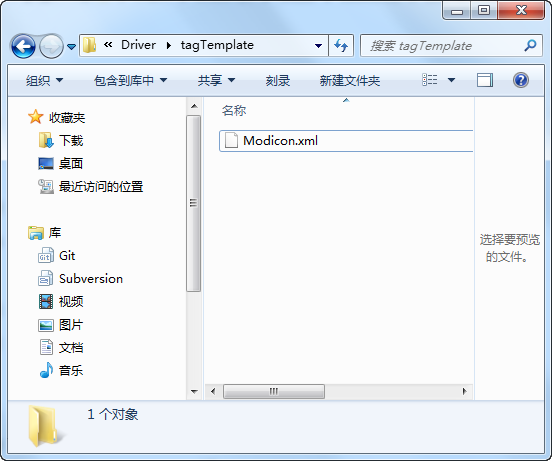 « Driver ▸ tagTemplate
搜索 tagTemplate
组织 包含到库中 共享 刻录 新建文件夹
收藏夹
下载
桌面
最近访问的位置
库
Git
Subversion
视频
图片
文档
音乐
名称
Modicon.xml
选择要预览
的文件。
1 个对象